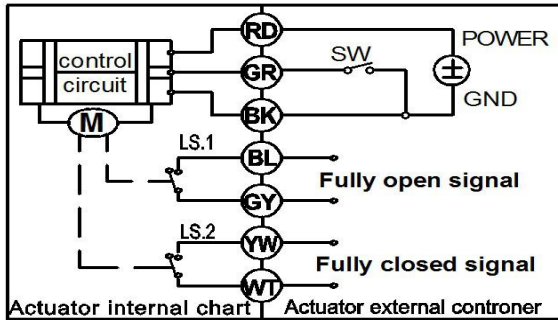 RD
POWER
control
circuit
GR
SW
±
GND
BK
M
LS.1
BL
Fully open signal
GY
LS.2
YW
Fully closed signal
WT
Actuator internal chart
Actuator external controner